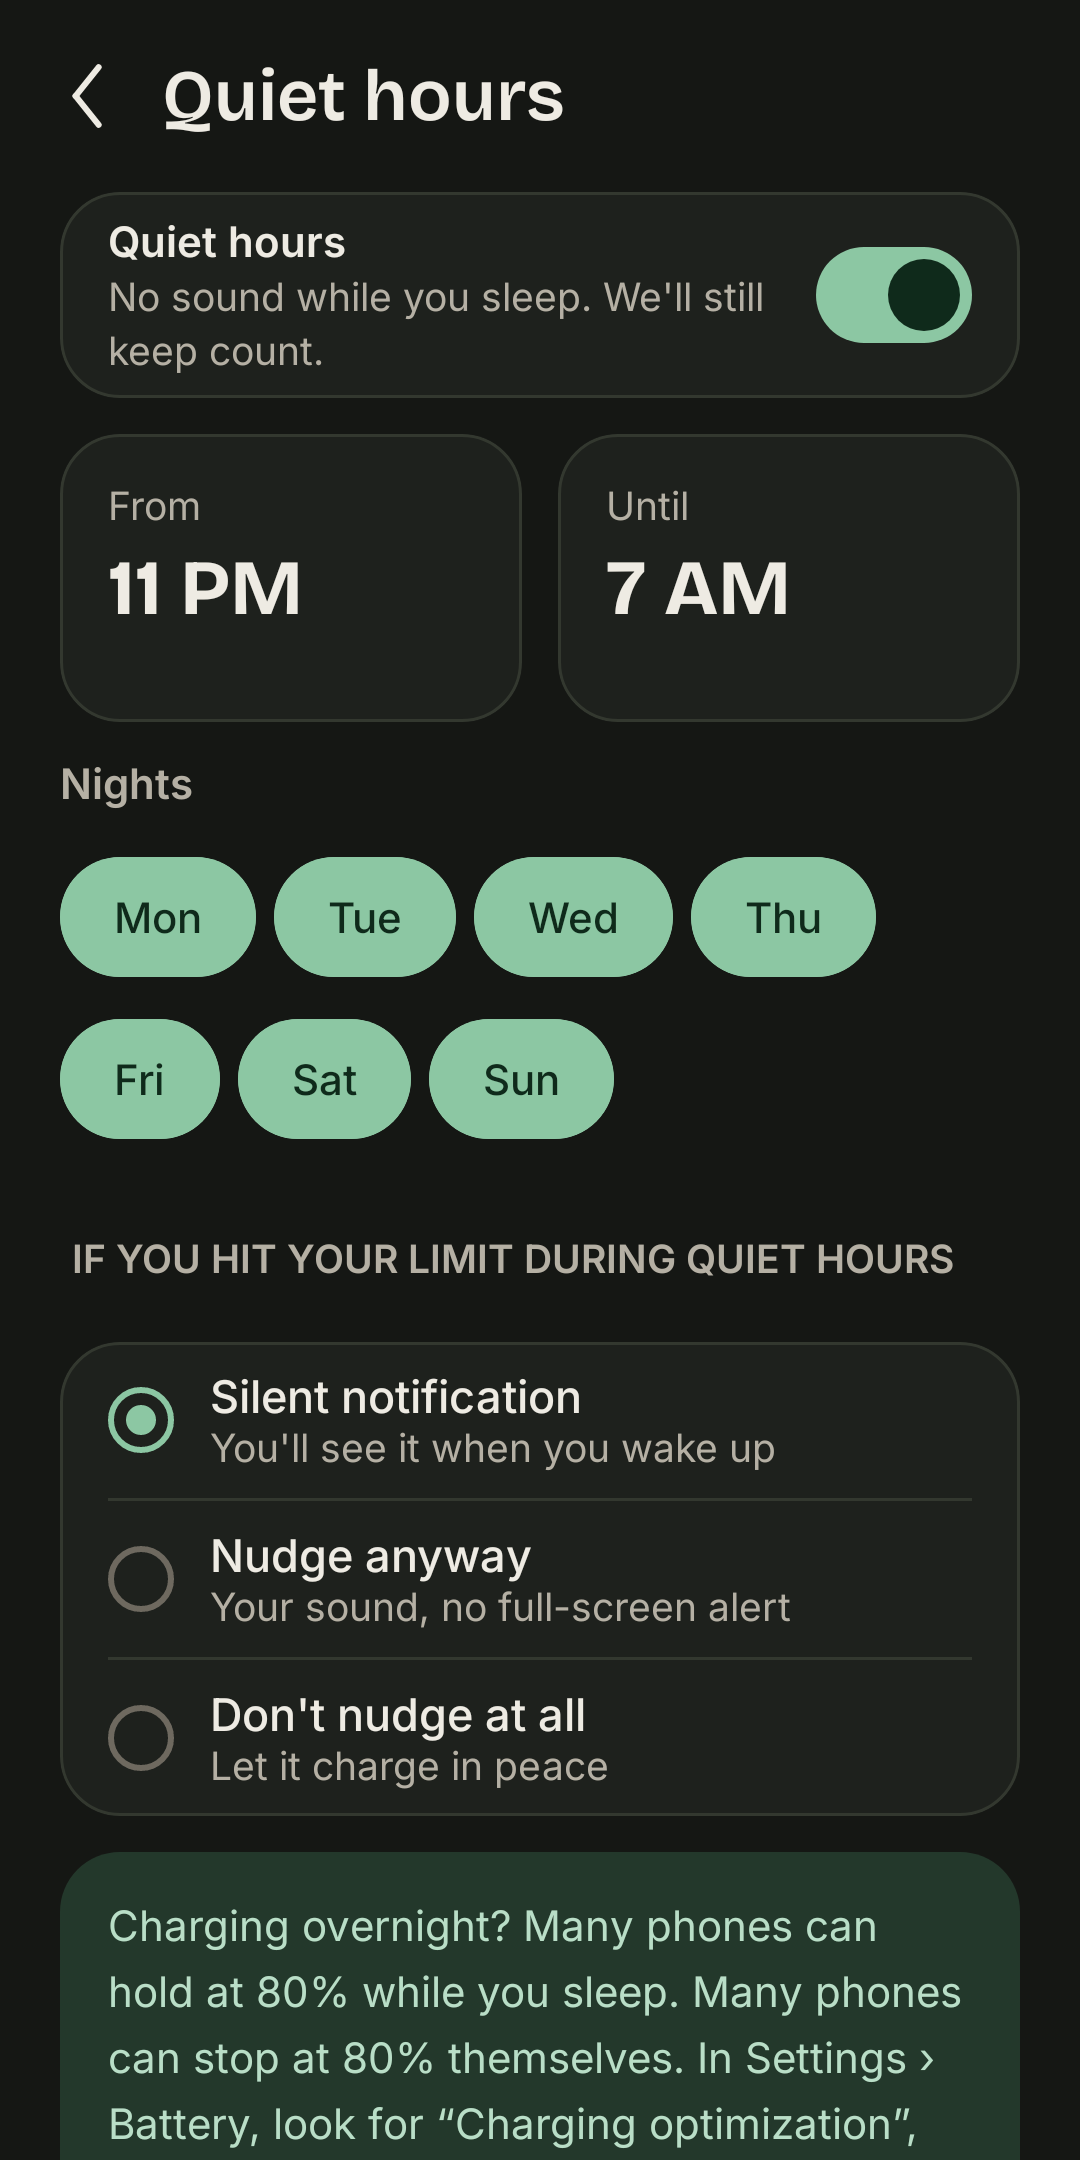 Quiet hours
Quiet hours
No sound while you sleep. We'll still
keep count.
From
11 PM
Until
7 AM
Nights
Mon
Tue
Wed
Thu
Fri
Sat
Sun
IF YOU HIT YOUR LIMIT DURING QUIET HOURS
Silent notification
You'll see it when you wake up
Nudge anyway
Your sound, no full-screen alert
Don't nudge at all
Let it charge in peace
Charging overnight? Many phones can
hold at 80% while you sleep. Many phones
can stop at 80% themselves. In Settings ›
Battery, look for “Charging optimization”,